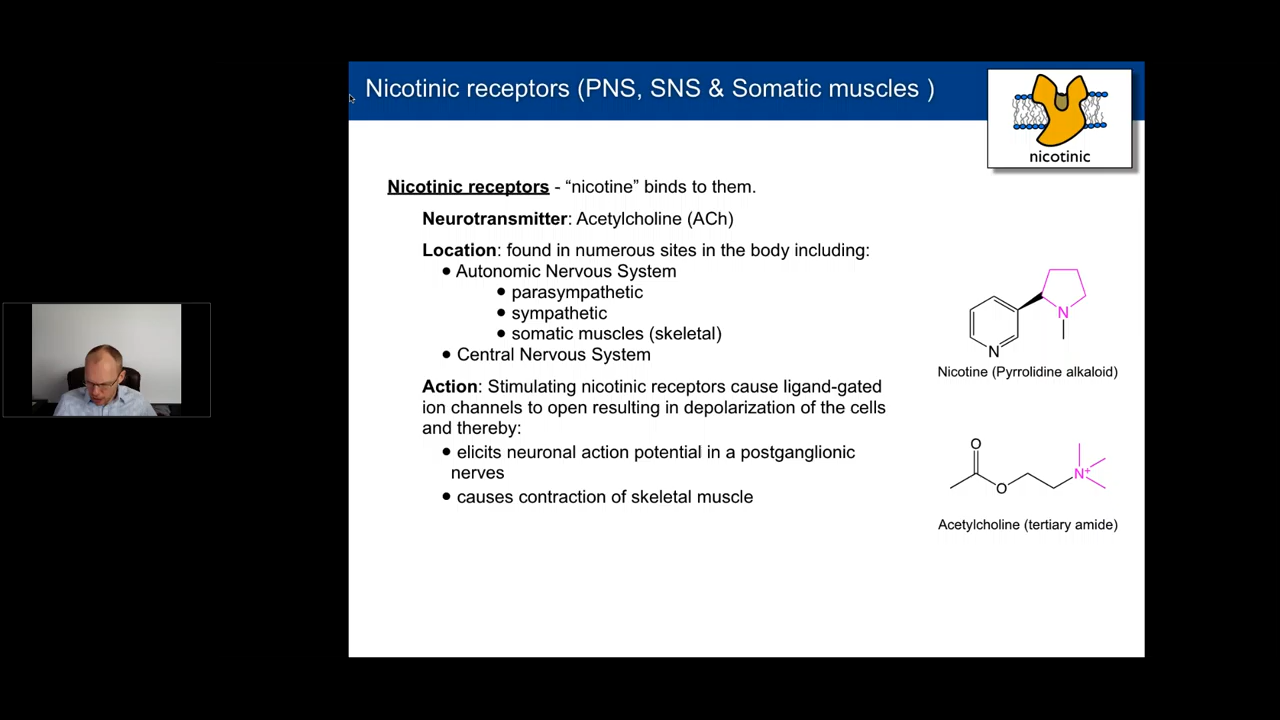 Nicotinic receptors (PNS, SNS & Somatic muscles )
nicotinic
Nicotinic receptors - “nicotine” binds to them.
Neurotransmitter: Acetylcholine (ACh)
Location: found in numerous sites in the body including:
● Autonomic Nervous System
● parasympathetic
● sympathetic
● somatic muscles (skeletal)
● Central Nervous System
Action: Stimulating nicotinic receptors cause ligand-gated
ion channels to open resulting in depolarization of the cells
and thereby:
● elicits neuronal action potential in a postganglionic
nerves
● causes contraction of skeletal muscle
N
N
Nicotine (Pyrrolidine alkaloid)
O
N+
O
Acetylcholine (tertiary amide)